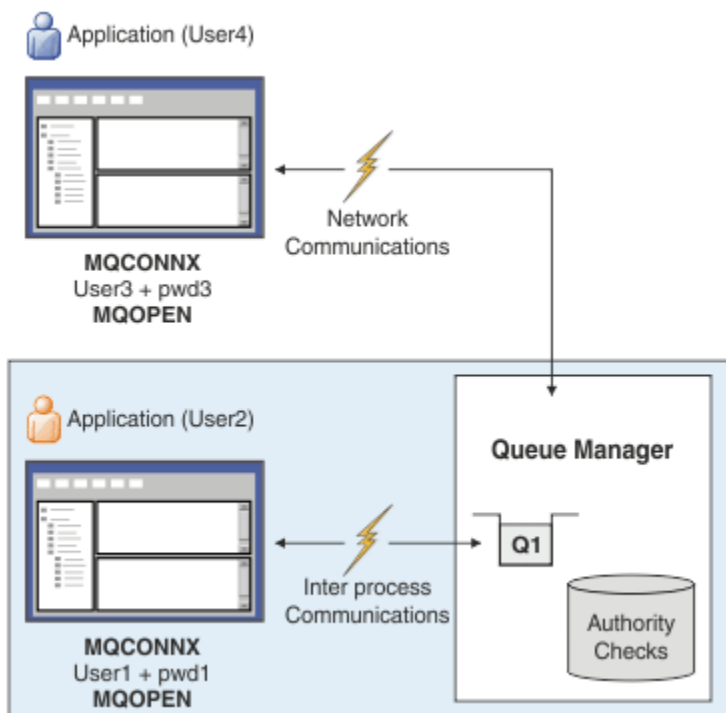 Application (User4)
Network
Communications
MQCONNX
User3 + pwd3
MQOPEN
Application (User2)
Queue Manager
Q1
Inter process
Communications
Authority
Checks
MQCONNX
User1 + pwd1
MQOPEN